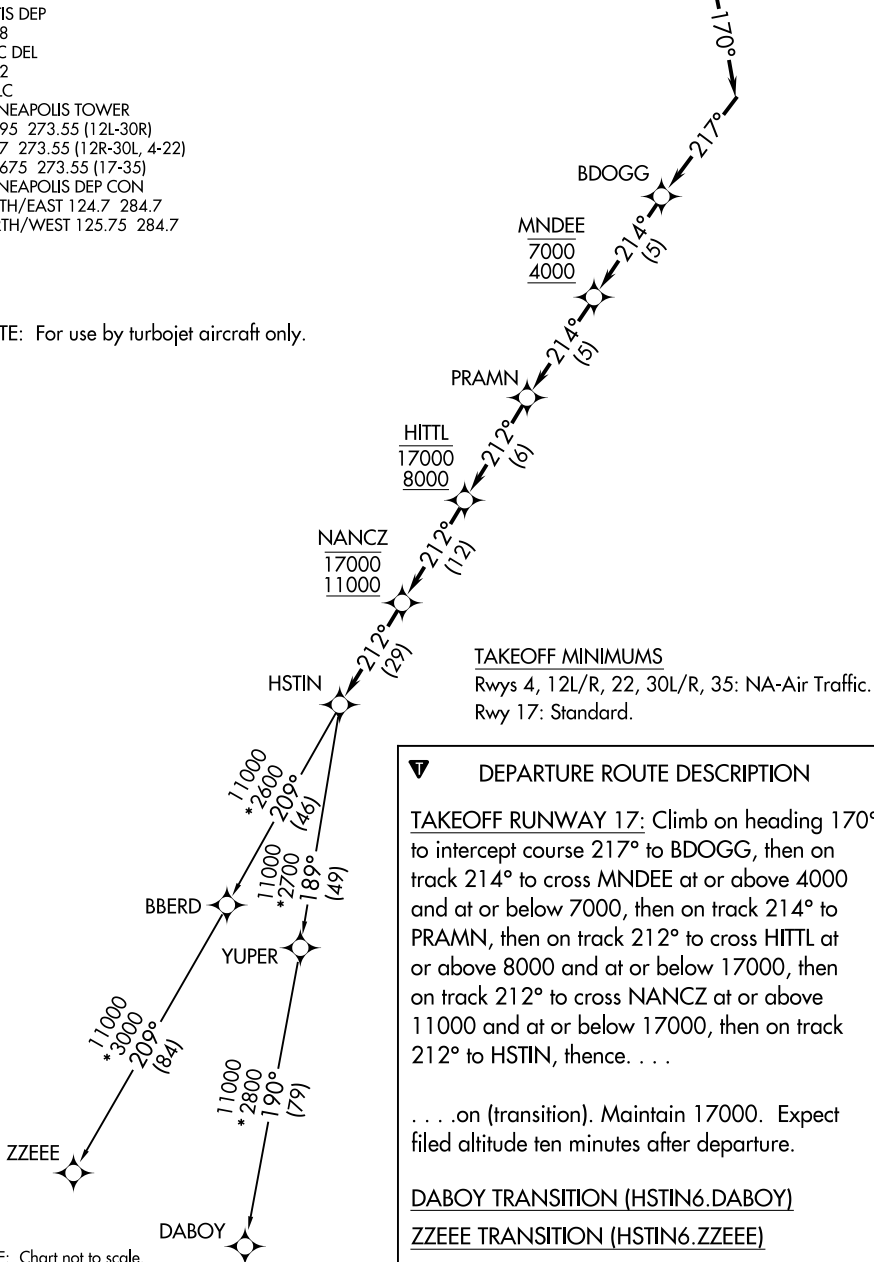 TIS DEP
8
C DEL
2
LC
NEAPOLIS TOWER
95 273.55 (12L-30R)
7 273.55 (12R-30L, 4-22)
675 273.55 (17-35)
NEAPOLIS DEP CON
TH/EAST 124.7 284.7
RTH/WEST 125.75 284.7
TE: For use by turbojet aircraft only.
170°
217°
BDOGG
214°
(5)
MNDEE
7000
4000
214°
(5)
PRAMN
212°
(6)
HITTL
17000
8000
212°
(12)
NANCZ
17000
11000
212°
(29)
HSTIN
11000
*2600
209°
(46)
11000
*2700
189°
(49)
BBERD
YUPER
11000
*3000
209°
(84)
11000
*2800
190°
(79)
ZZEEE
DABOY
E: Chart not to scale
TAKEOFF MINIMUMS
Rwys 4, 12L/R, 22, 30L/R, 35: NA-Air Traffic.
Rwy 17: Standard.
T DEPARTURE ROUTE DESCRIPTION
TAKEOFF RUNWAY 17: Climb on heading 170°
to intercept course 217° to BDOGG, then on
track 214° to cross MNDEE at or above 4000
and at or below 7000, then on track 214° to
PRAMN, then on track 212° to cross HITTL at
or above 8000 and at or below 17000, then
on track 212° to cross NANCZ at or above
11000 and at or below 17000, then on track
212° to HSTIN, thence. . . .
. . . .on (transition). Maintain 17000. Expect
filed altitude ten minutes after departure.
DABOY TRANSITION (HSTIN6.DABOY)
ZZEEE TRANSITION (HSTIN6.ZZEEE)